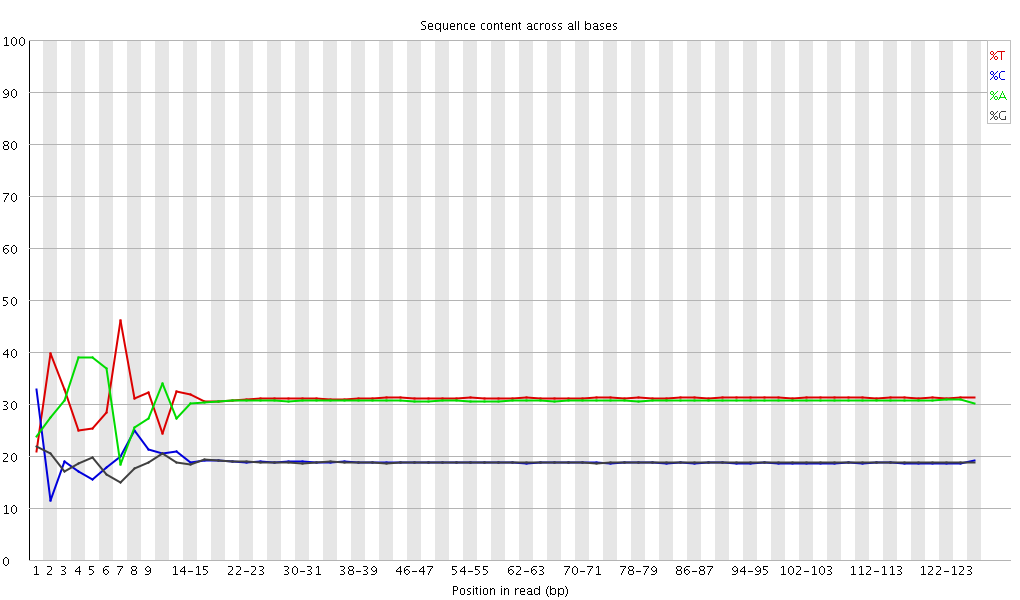 Sequence content across all bases
100
90
80
70
60
50
40
30
20
10
0
%T
%C
%A
%G
1 2 3 4 5 6 7 8 9 14-15 22-23 30-31 38-39 46-47 54-55 62-63 70-71 78-79 86-87 94-95 102-103 112-113 122-123
Position in read (bp)